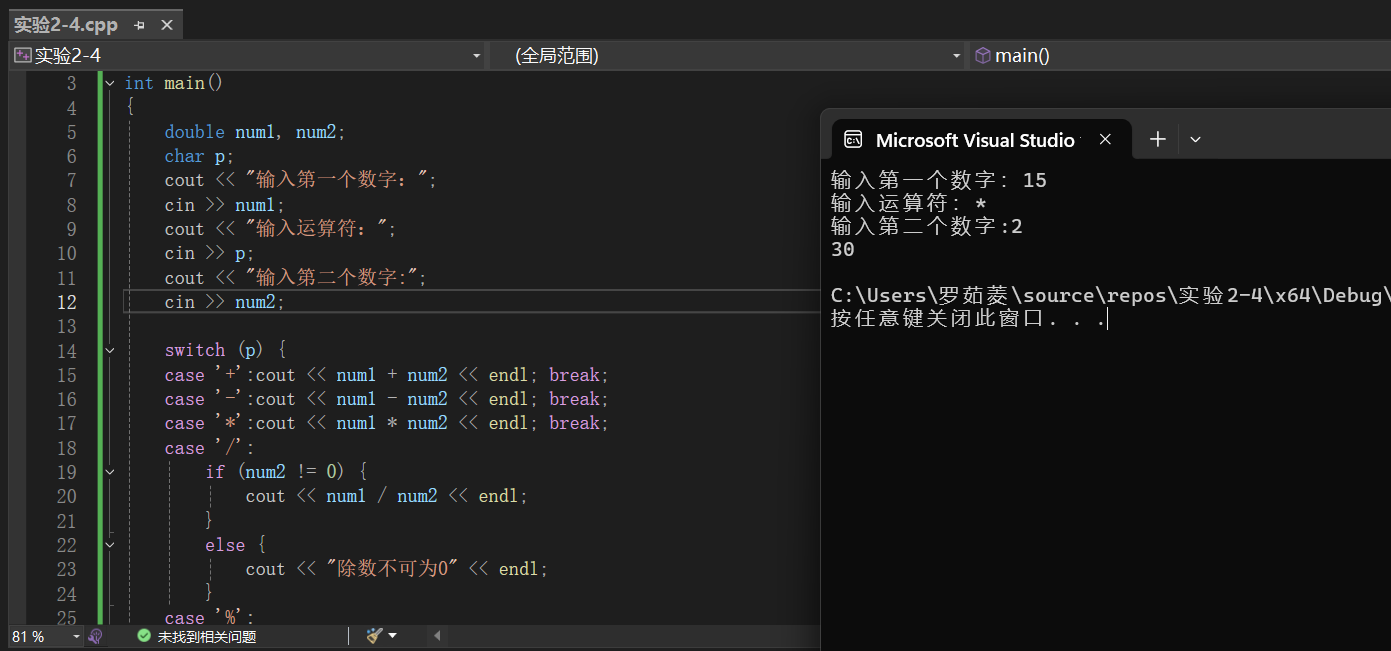 实验2-4.cpp
实验2-4
(全局范围)
main()
3 int main()
4 {
5 double num1, num2;
6 char p;
7 cout << "输入第一个数字：";
8 cin >> num1;
9 cout << "输入运算符：";
10 cin >> p;
11 cout << "输入第二个数字:";
12 cin >> num2;
13
14 switch (p) {
15 case '+':cout << num1 + num2 << endl; break;
16 case '-':cout << num1 - num2 << endl; break;
17 case '*':cout << num1 * num2 << endl; break;
18 case '/':
19 if (num2 != 0) {
20 cout << num1 / num2 << endl;
21 }
22 else {
23 cout << "除数不可为0" << endl;
24 }
25 case '%':
81 %
未找到相关问题
Microsoft Visual Studio
输入第一个数字：15
输入运算符：*
输入第二个数字:2
30
C:\Users\罗茹菱\source\repos\实验2-4\x64\Debug\
按任意键关闭此窗口. . .